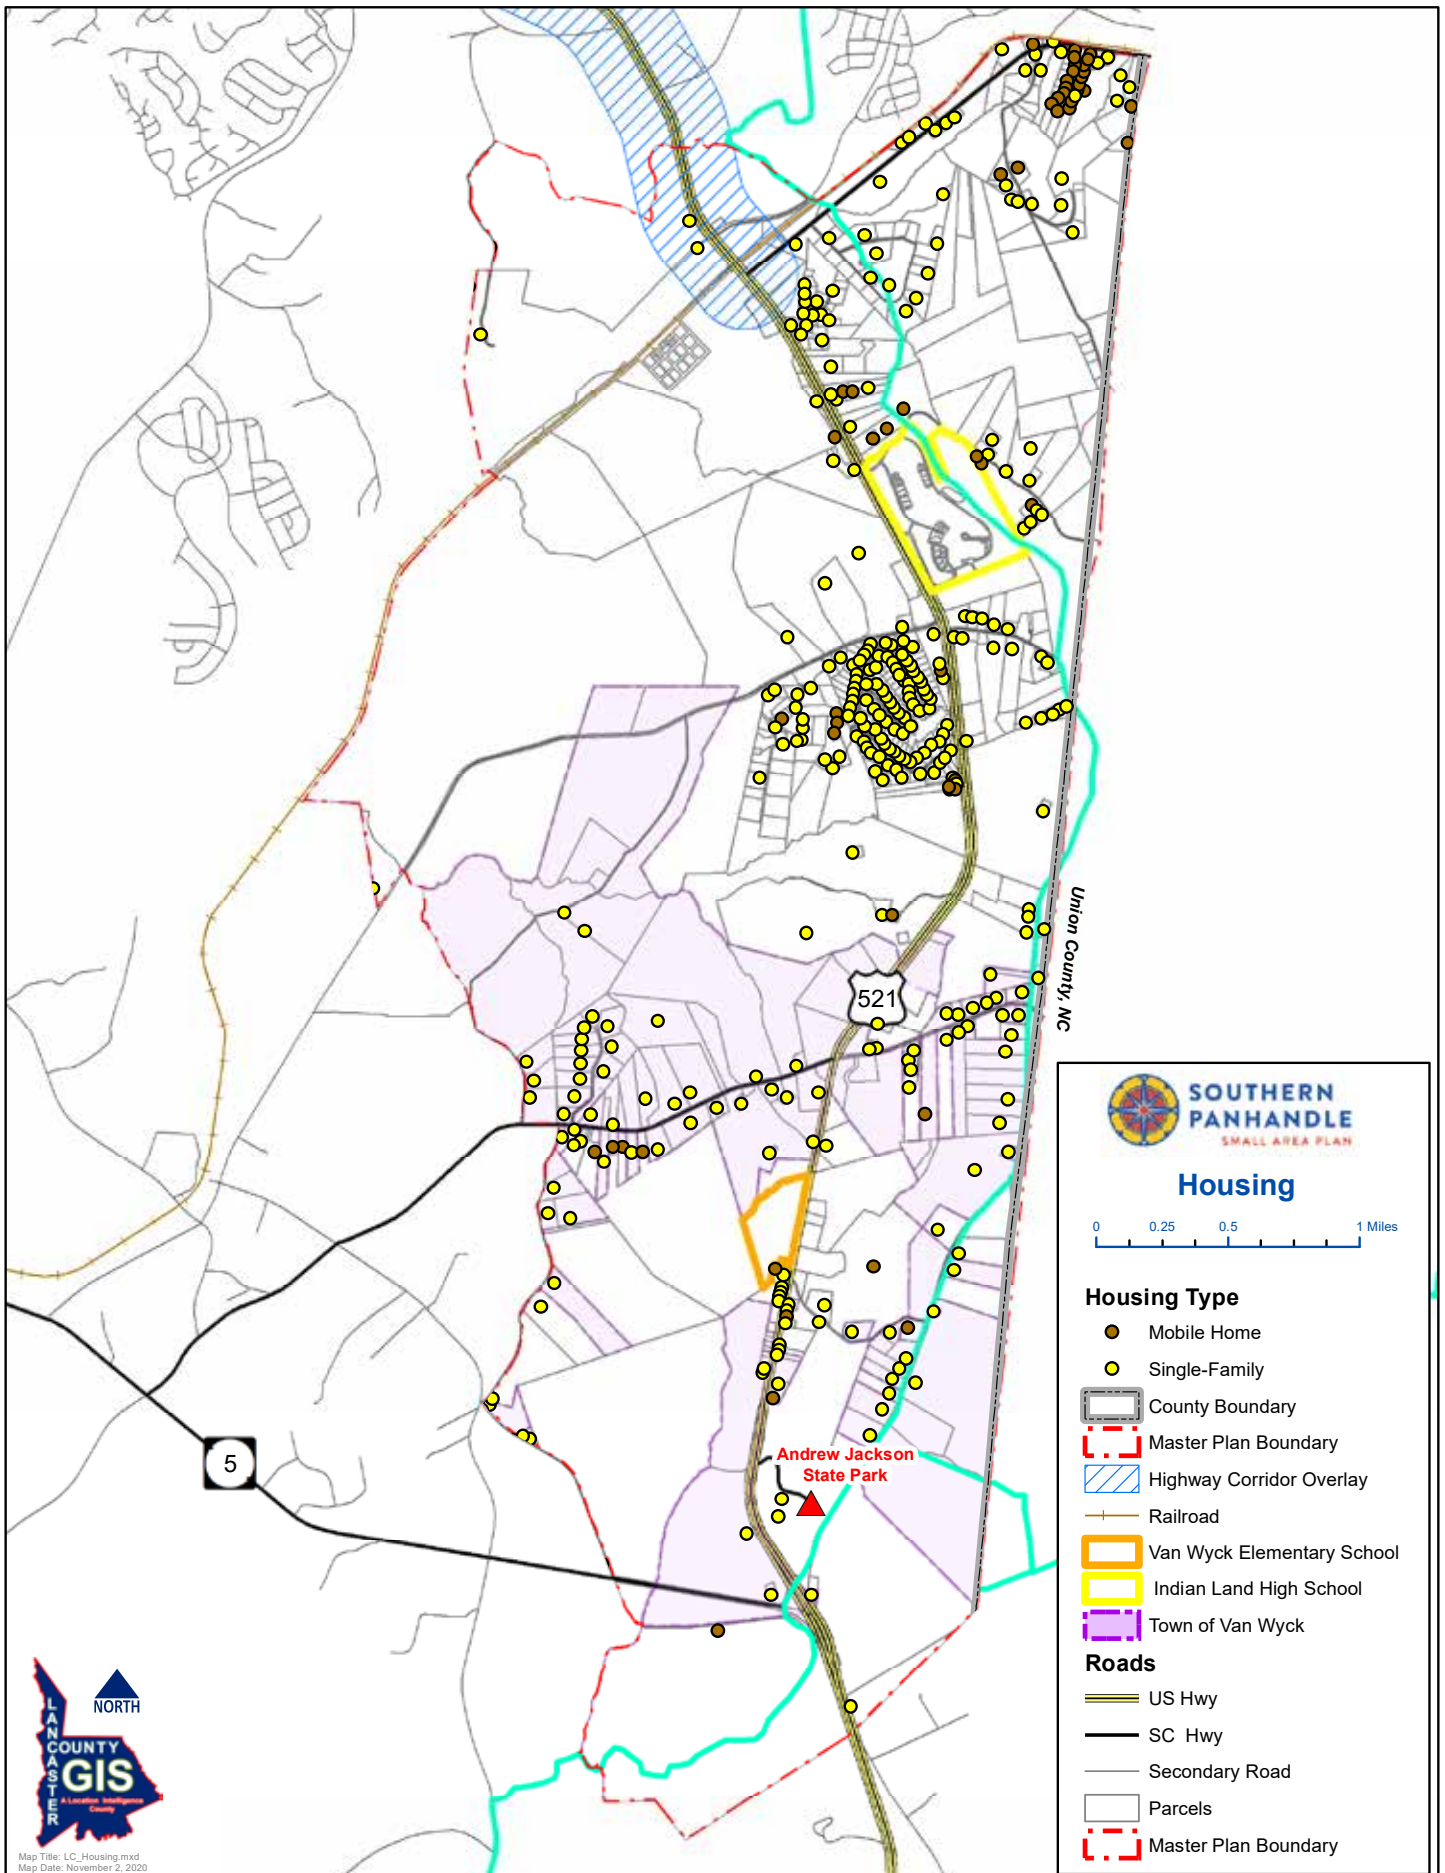 521
Union County, NC
5
Andrew Jackson
State Park
SOUTHERN
PANHANDLE
SMALL AREA PLAN
Housing
0 0.25 0.5 1 Miles
Housing Type
Mobile Home
Single-Family
County Boundary
Master Plan Boundary
Highway Corridor Overlay
Railroad
Van Wyck Elementary School
Indian Land High School
Town of Van Wyck
Roads
US Hwy
SC Hwy
Secondary Road
Parcels
Master Plan Boundary
NORTH
LANCASTER
COUNTY
GIS
A Location Intelligence
County
Map Title: LC_Housing.mxd
Map Date: November 2, 2020